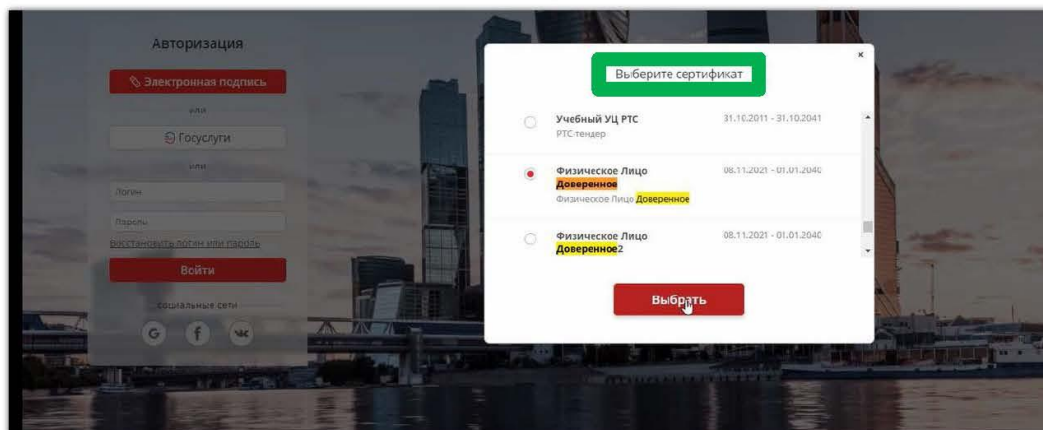 Авторизация
Электронная подпись
или
Госуслуги
или
Логин
Пароль
Восстановить логин или пароль
Войти
социальные сети
G f
Выберите сертификат
×
Учебный УЦ РТС 31.10.2011 - 31.10.2041
РТС-тендер
Физическое Лицо 08.11.2021 - 01.01.2040
Доверенное
Физическое Лицо Доверенное
Физическое Лицо 08.11.2021 - 01.01.2040
Доверенное2
Выбрать